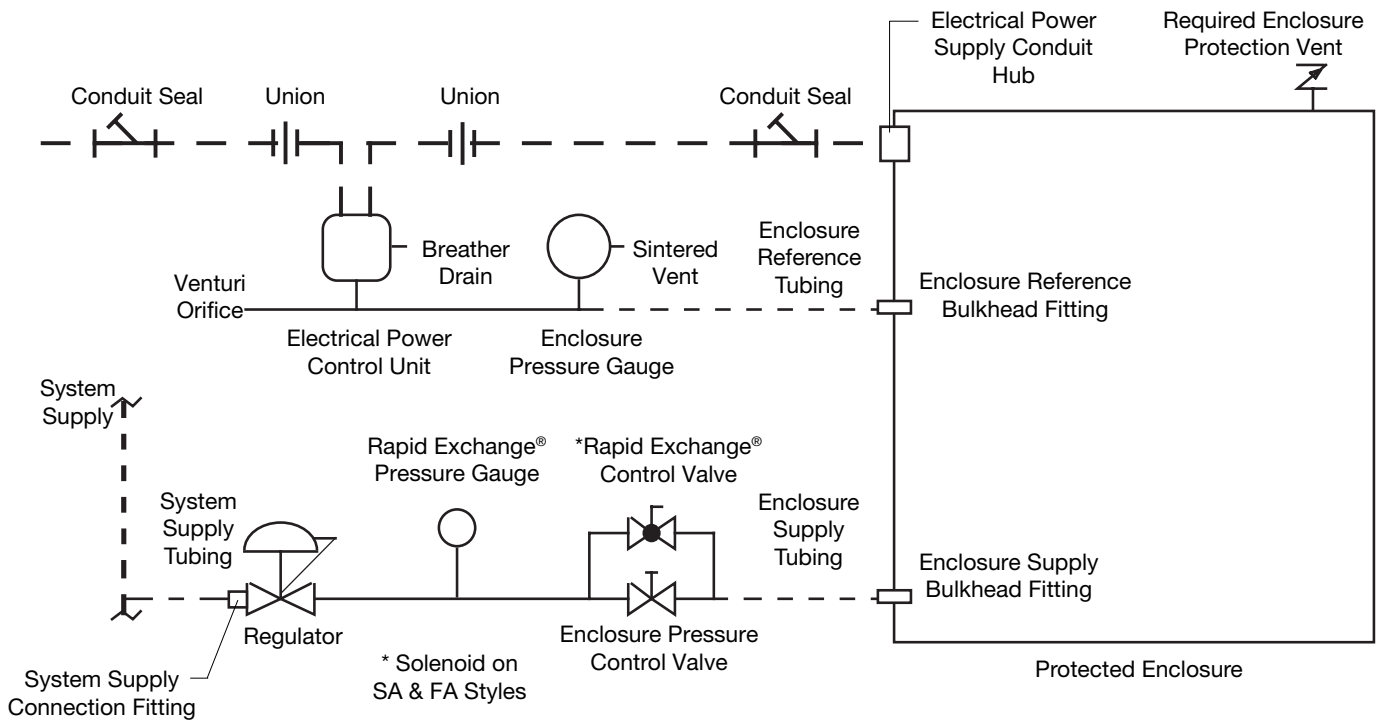 Electrical Power
Supply Conduit
Hub
Required Enclosure
Protection Vent
Conduit Seal
Union
Union
Conduit Seal
Breather
Drain
Sintered
Vent
Enclosure
Reference
Tubing
Venturi
Orifice
Enclosure Reference
Bulkhead Fitting
Electrical Power
Control Unit
Enclosure
Pressure Gauge
System
Supply
Rapid Exchange®
Pressure Gauge
*Rapid Exchange®
Control Valve
System
Supply
Tubing
Enclosure
Supply
Tubing
Enclosure Supply
Bulkhead Fitting
Regulator
Enclosure Pressure
Control Valve
* Solenoid on
SA & FA Styles
System Supply
Connection Fitting
Protected Enclosure